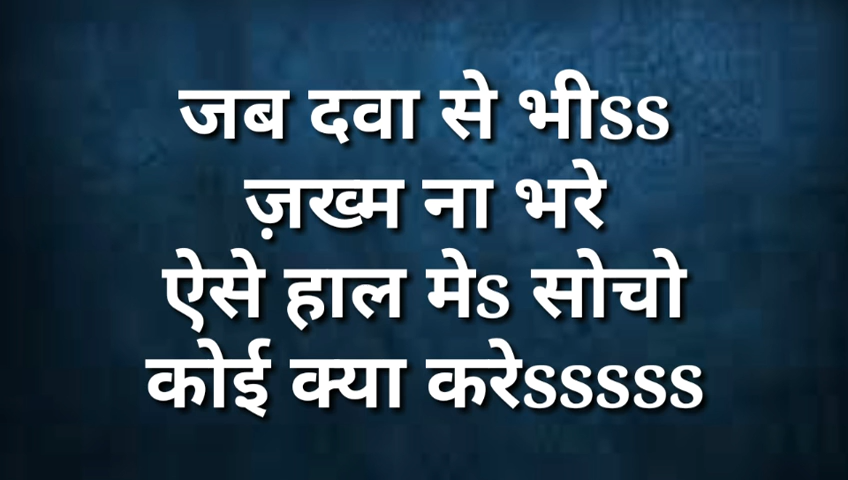 जब दवा से भीss
ज़ख्म ना भरे
ऐसे हाल मेs सोचो
कोई क्या करेsssss